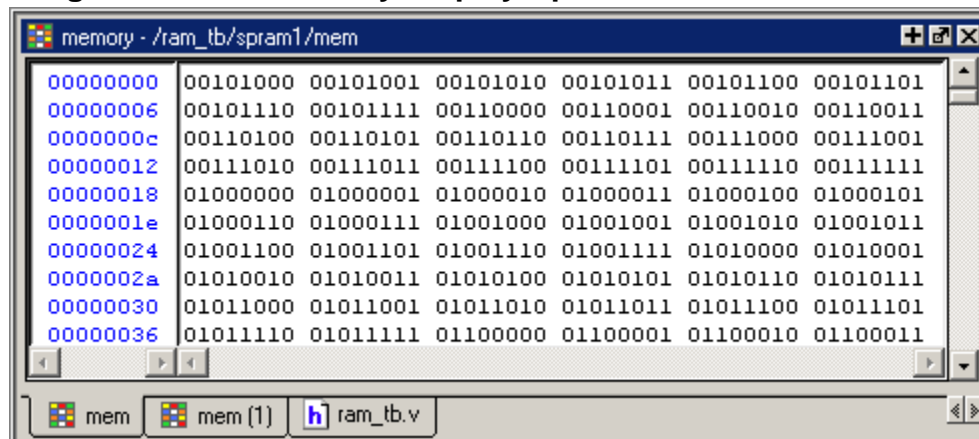 memory - /ram_tb/spram1/mem
00000000 00101000 00101001 00101010 00101011 00101100 00101101
00000006 00101110 00101111 00110000 00110001 00110010 00110011
0000000c 00110100 00110101 00110110 00110111 00111000 00111001
00000012 00111010 00111011 00111100 00111101 00111110 00111111
00000018 01000000 01000001 01000010 01000011 01000100 01000101
0000001e 01000110 01000111 01001000 01001001 01001010 01001011
00000024 01001100 01001101 01001110 01001111 01010000 01010001
0000002a 01010010 01010011 01010100 01010101 01010110 01010111
00000030 01011000 01011001 01011010 01011011 01011100 01011101
00000036 01011110 01011111 01100000 01100001 01100010 01100011
mem mem (1) h ram_tb.v